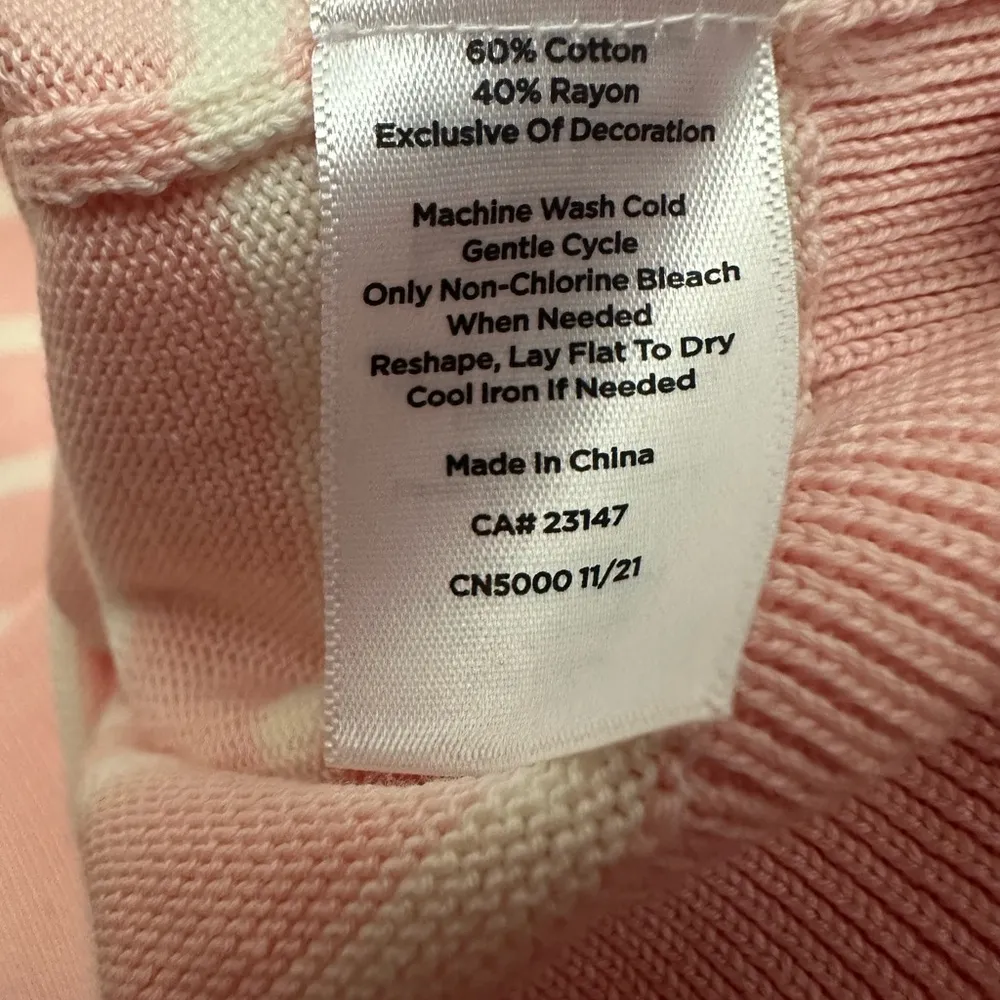 60% Cotton
40% Rayon
Exclusive Of Decoration
Machine Wash Cold
Gentle Cycle
Only Non-Chlorine Bleach
When Needed
Reshape, Lay Flat To Dry
Cool Iron If Needed
Made In China
CA# 23147
CN5000 11/21